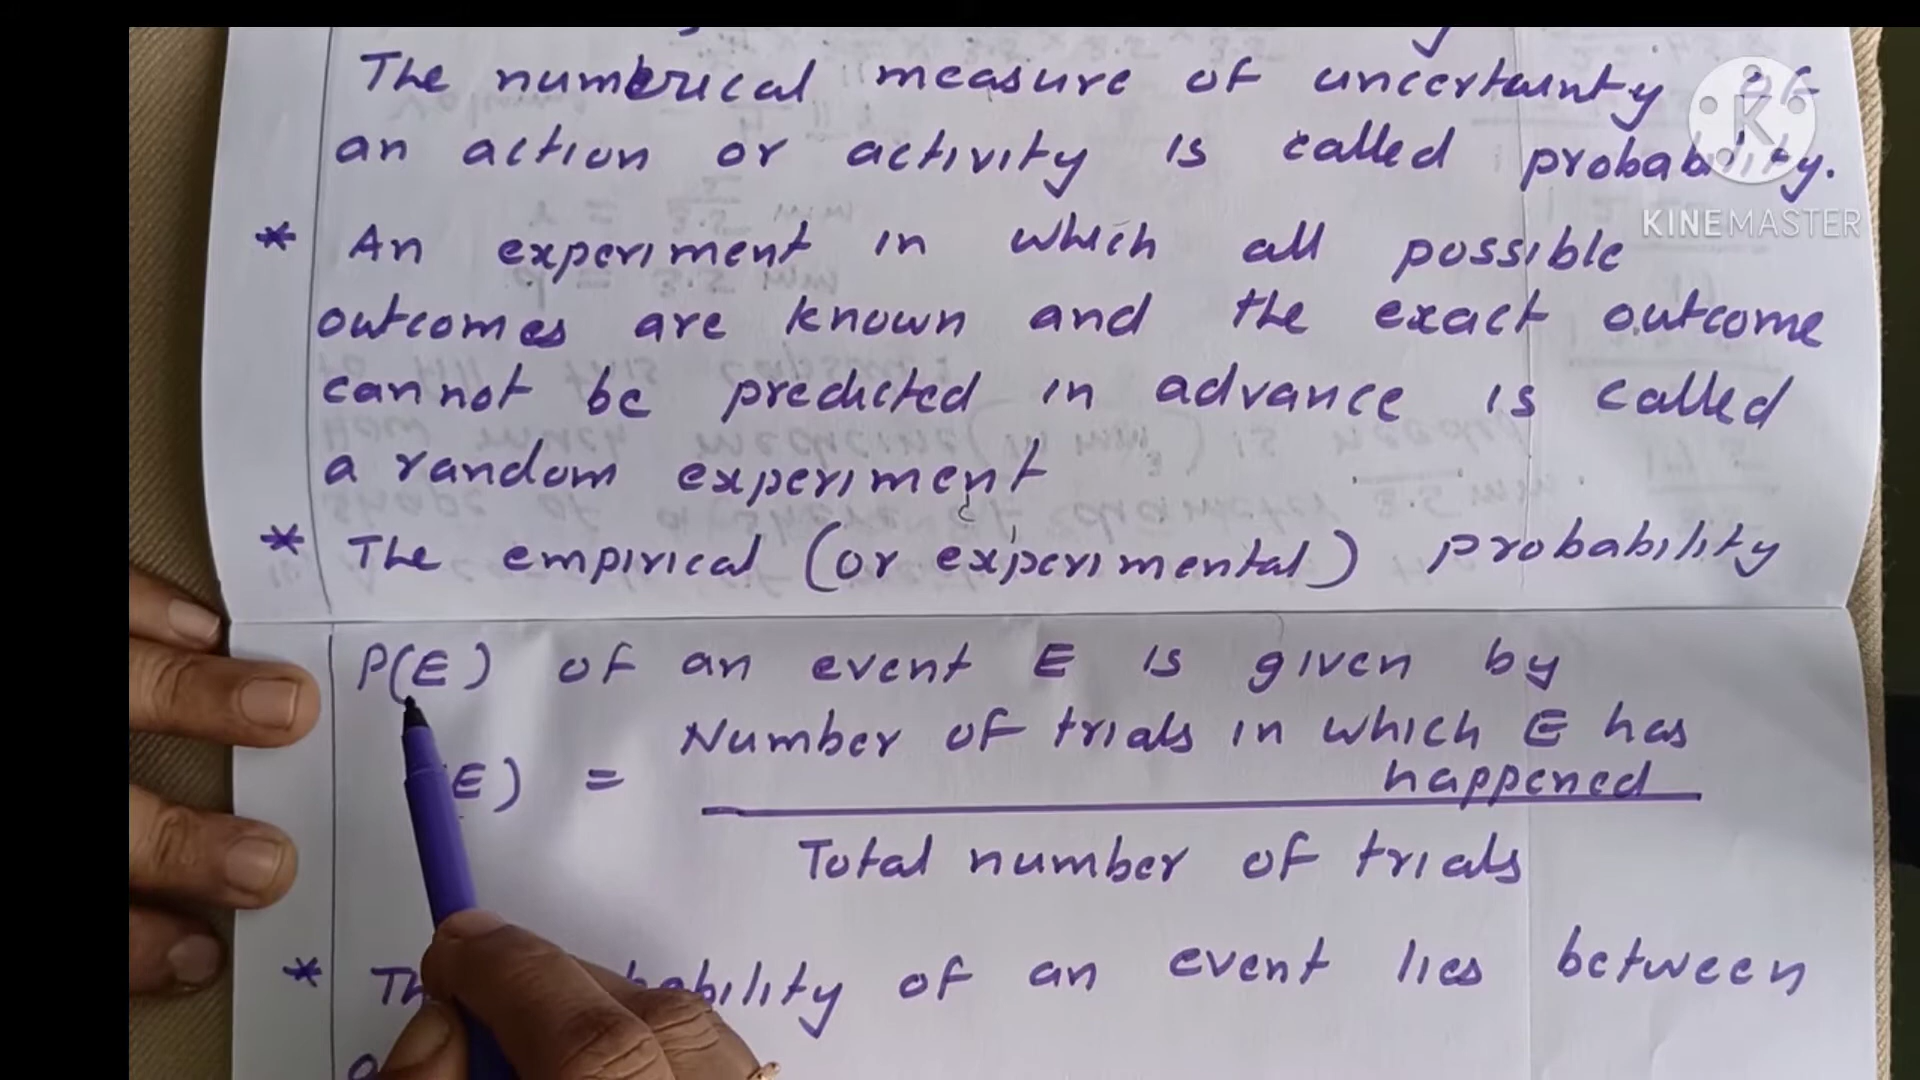 The numerical measure of uncertainty of
an action or activity is called probability.
* An experiment in which all possible
outcomes are known and the exact outcome
cannot be predicted in advance is called
a random experiment
* The empirical (or experimental) probability
P(E) of an event E is given by
Number of trials in which E has
happened
E) =
Total number of trials
* of an event lies between
KINEMASTER